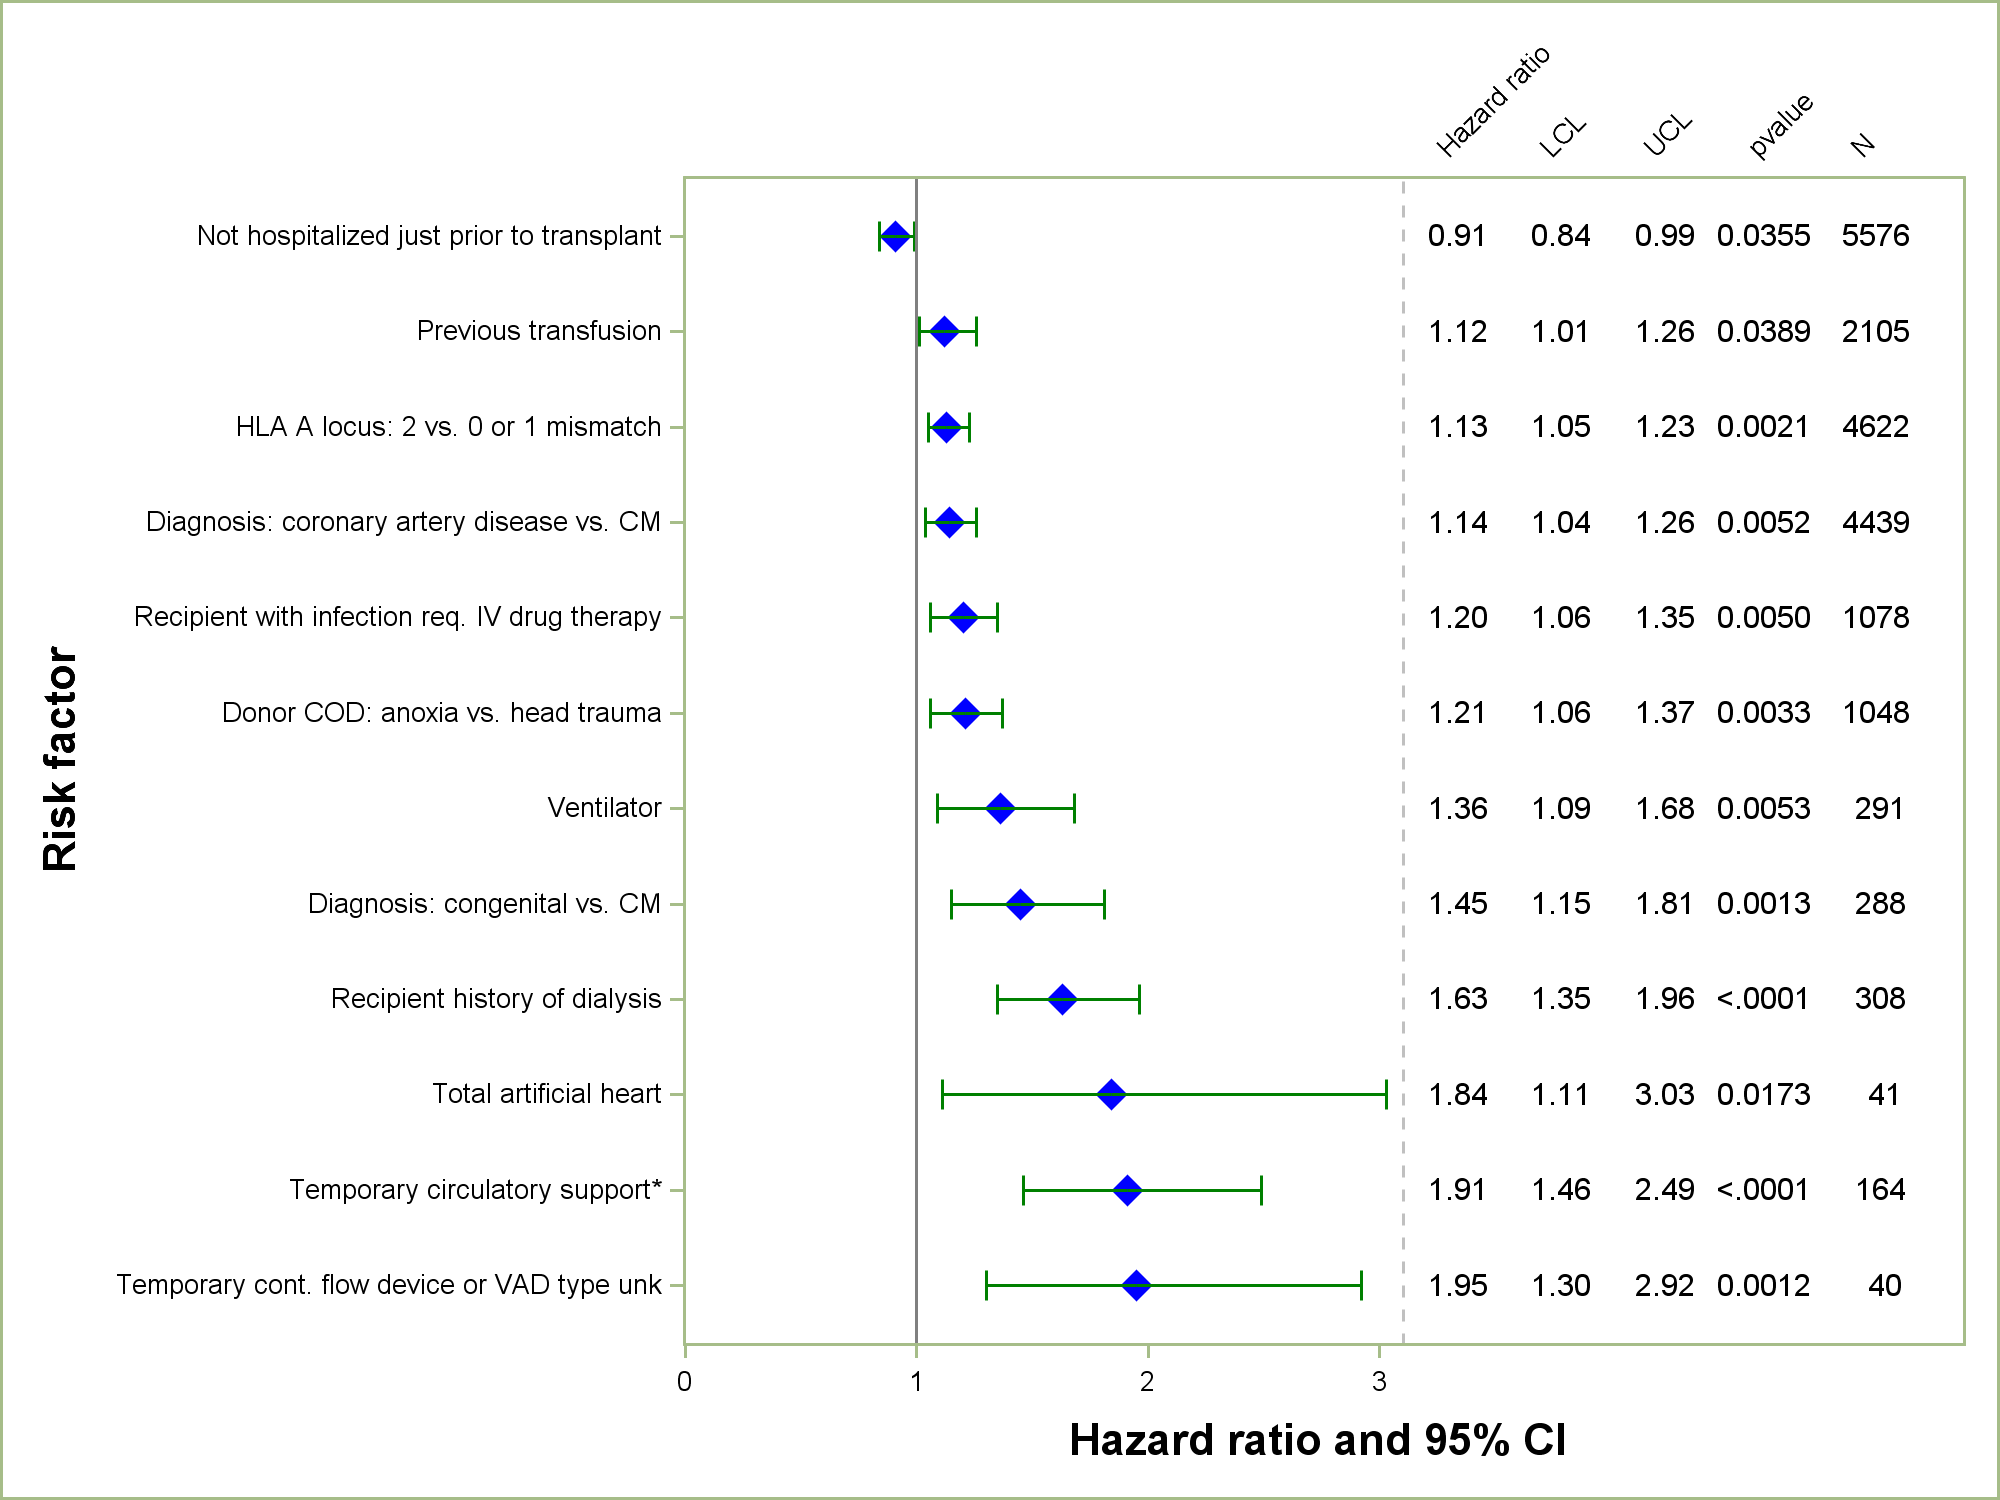 Hazard ratio LCL UCL pvalue N
Not hospitalized just prior to transplant 0.91 0.84 0.99 0.0355 5576
Previous transfusion 1.12 1.01 1.26 0.0389 2105
HLA A locus: 2 vs. 0 or 1 mismatch 1.13 1.05 1.23 0.0021 4622
Diagnosis: coronary artery disease vs. CM 1.14 1.04 1.26 0.0052 4439
Recipient with infection req. IV drug therapy 1.20 1.06 1.35 0.0050 1078
Donor COD: anoxia vs. head trauma 1.21 1.06 1.37 0.0033 1048
Ventilator 1.36 1.09 1.68 0.0053 291
Diagnosis: congenital vs. CM 1.45 1.15 1.81 0.0013 288
Recipient history of dialysis 1.63 1.35 1.96 <.0001 308
Total artificial heart 1.84 1.11 3.03 0.0173 41
Temporary circulatory support* 1.91 1.46 2.49 <.0001 164
Temporary cont. flow device or VAD type unk 1.95 1.30 2.92 0.0012 40
Risk factor
0 1 2 3
Hazard ratio and 95% CI